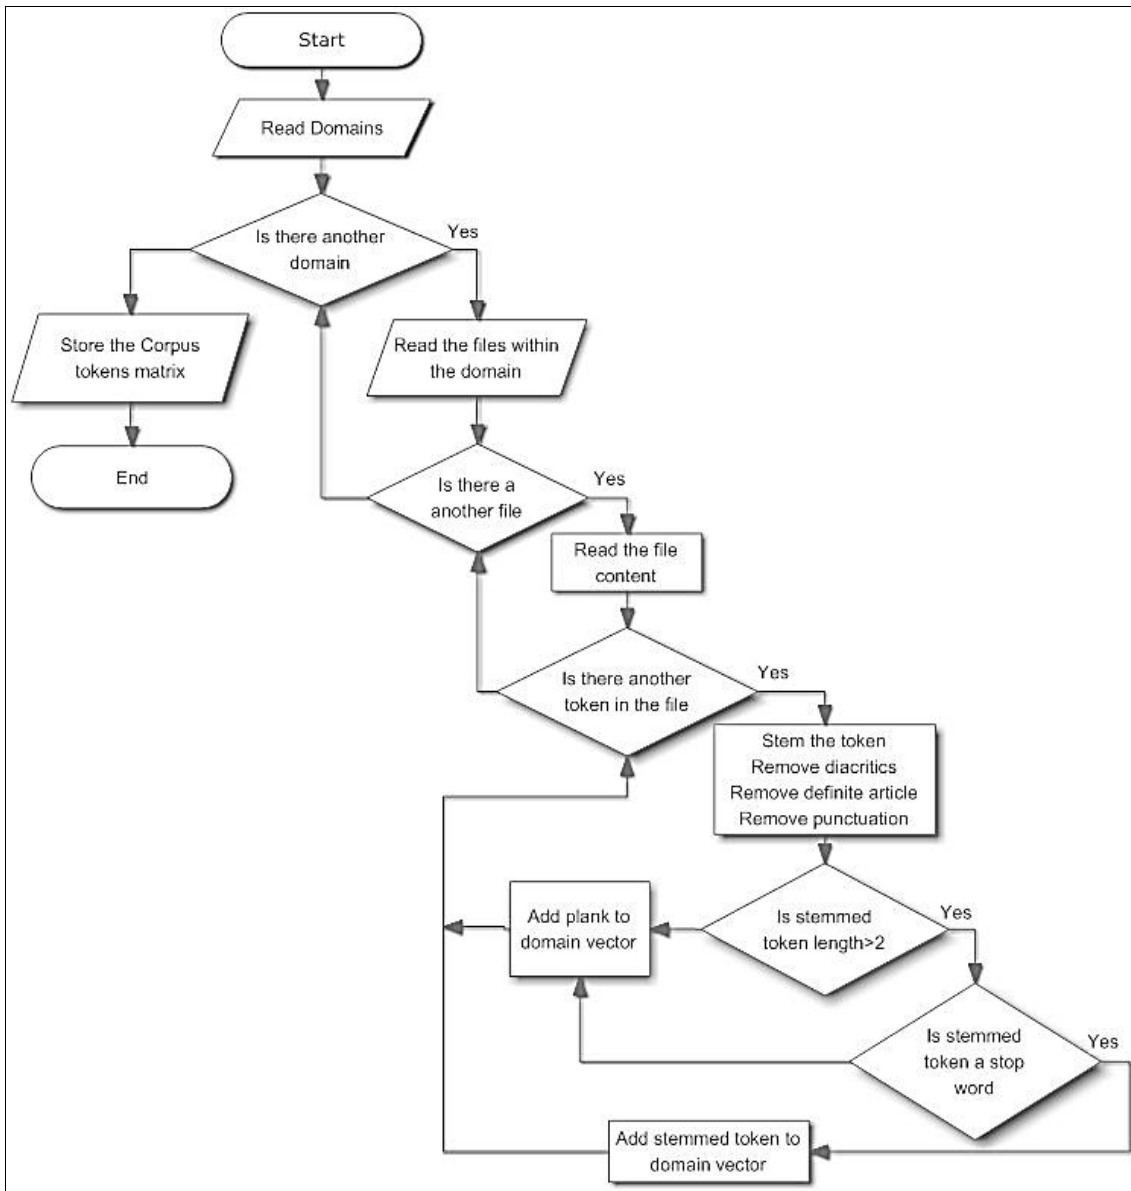 Start
Read Domains
Is there another
domain
Yes
Store the Corpus
tokens matrix
Read the files within
the domain
End
Is there a
another file
Yes
Read the file
content
Is there another
token in the file
Yes
Stem the token
Remove diacritics
Remove definite article
Remove punctuation
Add plank to
domain vector
Is stemmed
token length>2
Yes
Is stemmed
token a stop
word
Yes
Add stemmed token to
domain vector